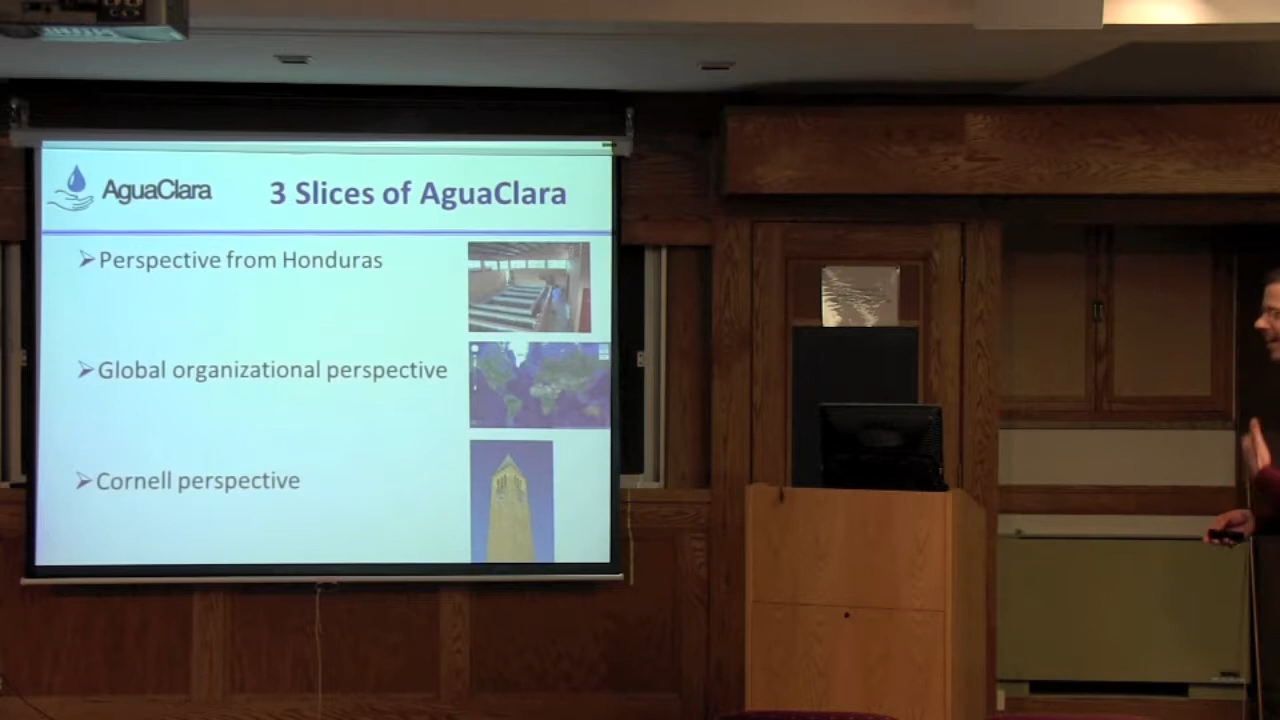 AguaClara
3 Slices of AguaClara
➢Perspective from Honduras
➢Global organizational perspective
➢Cornell perspective